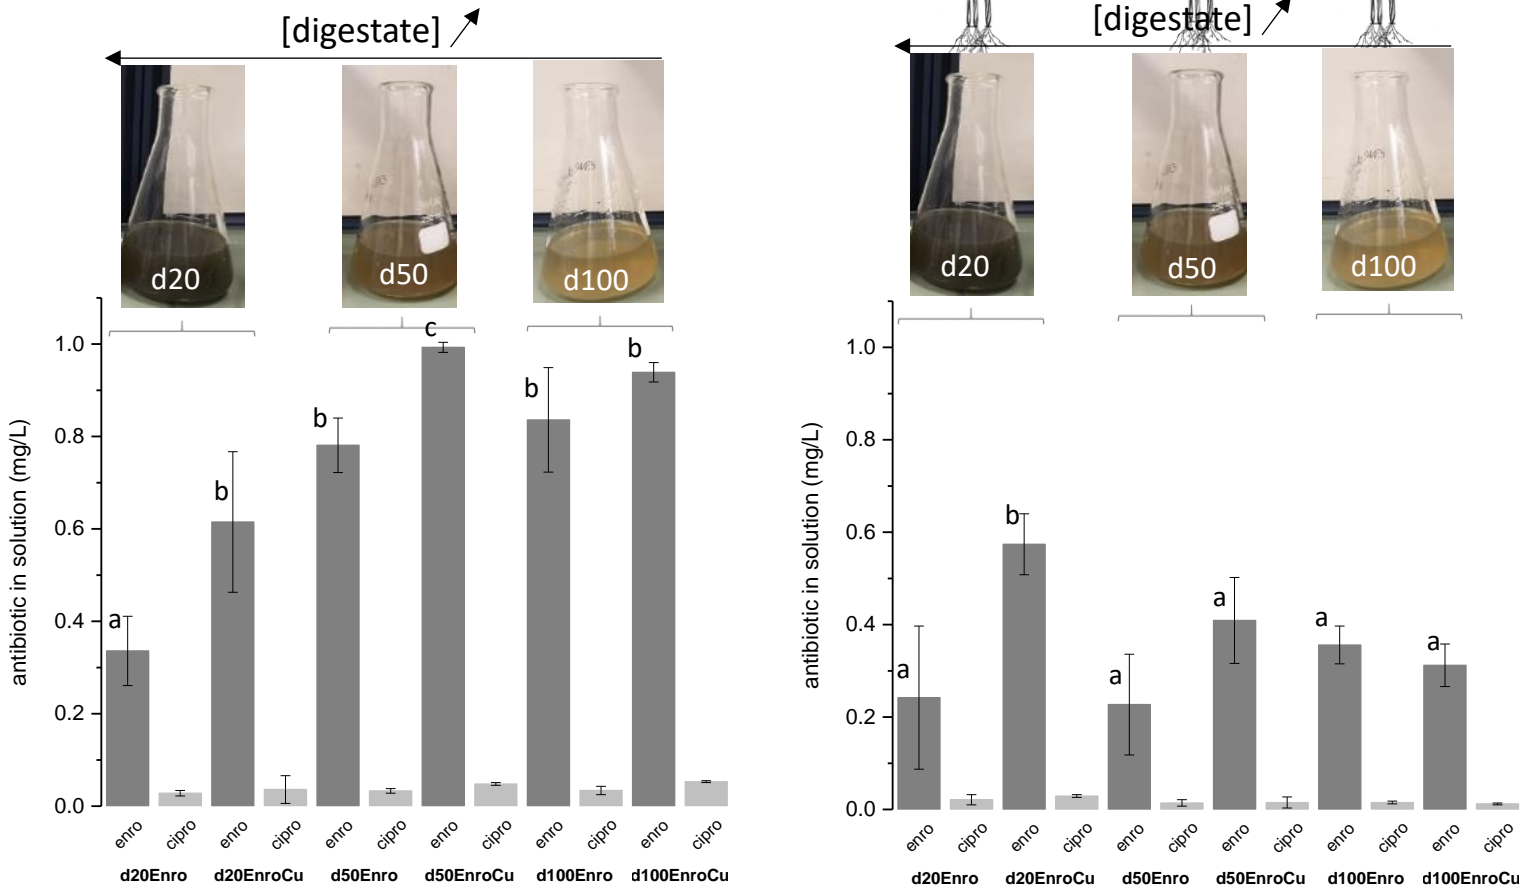 [digestate]
d20
d50
d100
antibiotic in solution (mg/L)
1.0
0.8
0.6
0.4
0.2
0.0
a
b
b
c
b
b
enro
cipro
enro
cipro
enro
cipro
enro
cipro
enro
cipro
enro
cipro
d20Enro
d20EnroCu
d50Enro
d50EnroCu
d100Enro
d100EnroCu
[digestate]
d20
d50
d100
antibiotic in solution (mg/L)
1.0
0.8
0.6
0.4
0.2
0.0
a
b
a
a
a
a
enro
cipro
enro
cipro
enro
cipro
enro
cipro
enro
cipro
enro
cipro
d20Enro
d20EnroCu
d50Enro
d50EnroCu
d100Enro
d100EnroCu